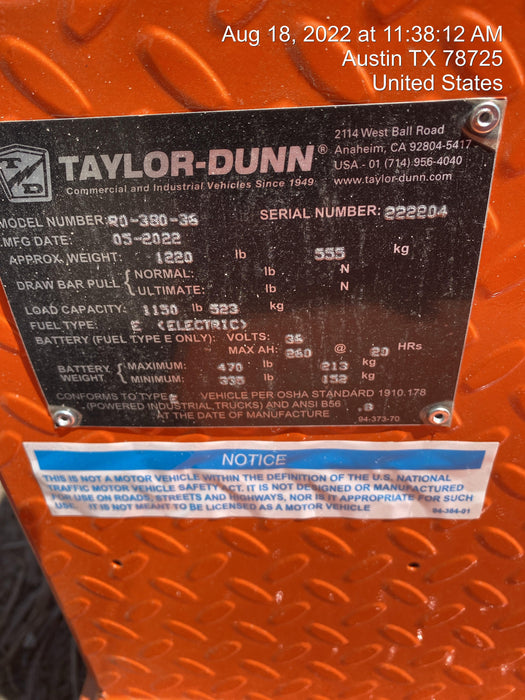 Aug 18, 2022 at 11:38:12 AM
Austin TX 78725
United States
T/D TAYLOR-DUNN®
Commercial and Industrial Vehicles Since 1949
2114 West Ball Road
Anaheim, CA 92804-5417
USA - 01 (714) 956-4040
www.taylor-dunn.com
MODEL NUMBER: R0-380-36 SERIAL NUMBER: 222204
MFG DATE: 05-2022
APPROX. WEIGHT: 1220 lb 555 kg
DRAW BAR PULL { NORMAL: lb N
ULTIMATE: lb N
LOAD CAPACITY: 1150 lb 523 kg
FUEL TYPE: E (ELECTRIC)
BATTERY (FUEL TYPE E ONLY): VOLTS: 36
MAX AH: 260 @ 20 HRs
BATTERY WEIGHT. { MAXIMUM: 470 lb 213 kg
MINIMUM: 335 lb 152 kg
CONFORMS TO TYPE E VEHICLE PER OSHA STANDARD 1910.178
(POWERED INDUSTRIAL TRUCKS) AND ANSI B56 .8
AT THE DATE OF MANUFACTURE 94-373-70
NOTICE
THIS IS NOT A MOTOR VEHICLE WITHIN THE DEFINITION OF THE U.S. NATIONAL
TRAFFIC MOTOR VEHICLE SAFETY ACT. IT IS NOT DESIGNED OR MANUFACTURED
FOR USE ON ROADS, STREETS AND HIGHWAYS, NOR IS IT APPROPRIATE FOR SUCH
USE. IT IS NOT MEANT TO BE LICENSED AS A MOTOR VEHICLE 94-384-01